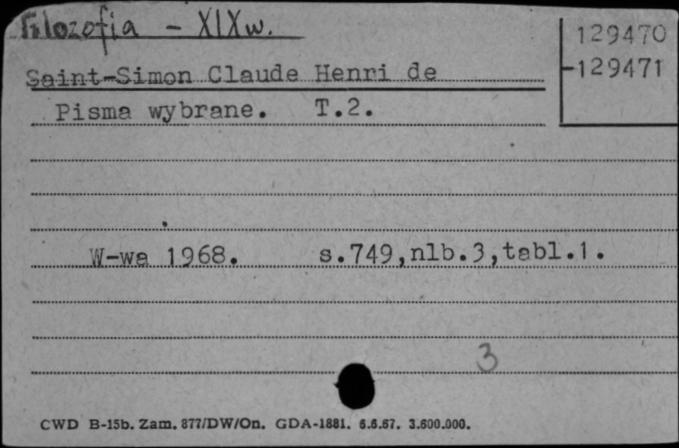 Filozofia - XIXw.
129470
-129471
Saint-Simon Claude Henri de
Pisma wybrane. T.2.
W-wa 1968. s.749,nlb.3,tabl.1.
3
CWD B-15b. Zam. 877/DW/On. GDA-1881. 6.6.67. 3.600.000.